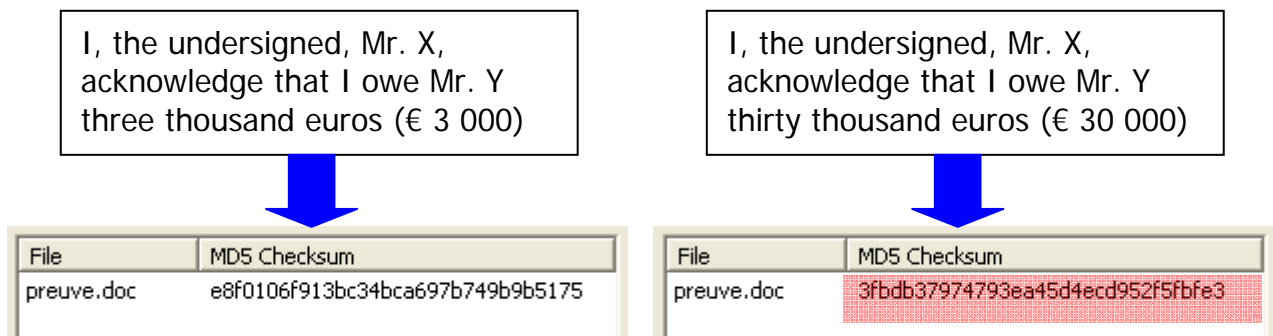 I, the undersigned, Mr. X,
acknowledge that I owe Mr. Y
three thousand euros (€ 3 000)
File MD5 Checksum
preuve.doc e8f0106f913bc34bca697b749b9b5175
I, the undersigned, Mr. X,
acknowledge that I owe Mr. Y
thirty thousand euros (€ 30 000)
File MD5 Checksum
preuve.doc 3fbdb37974793ea45d4ecd952f5fbfe3